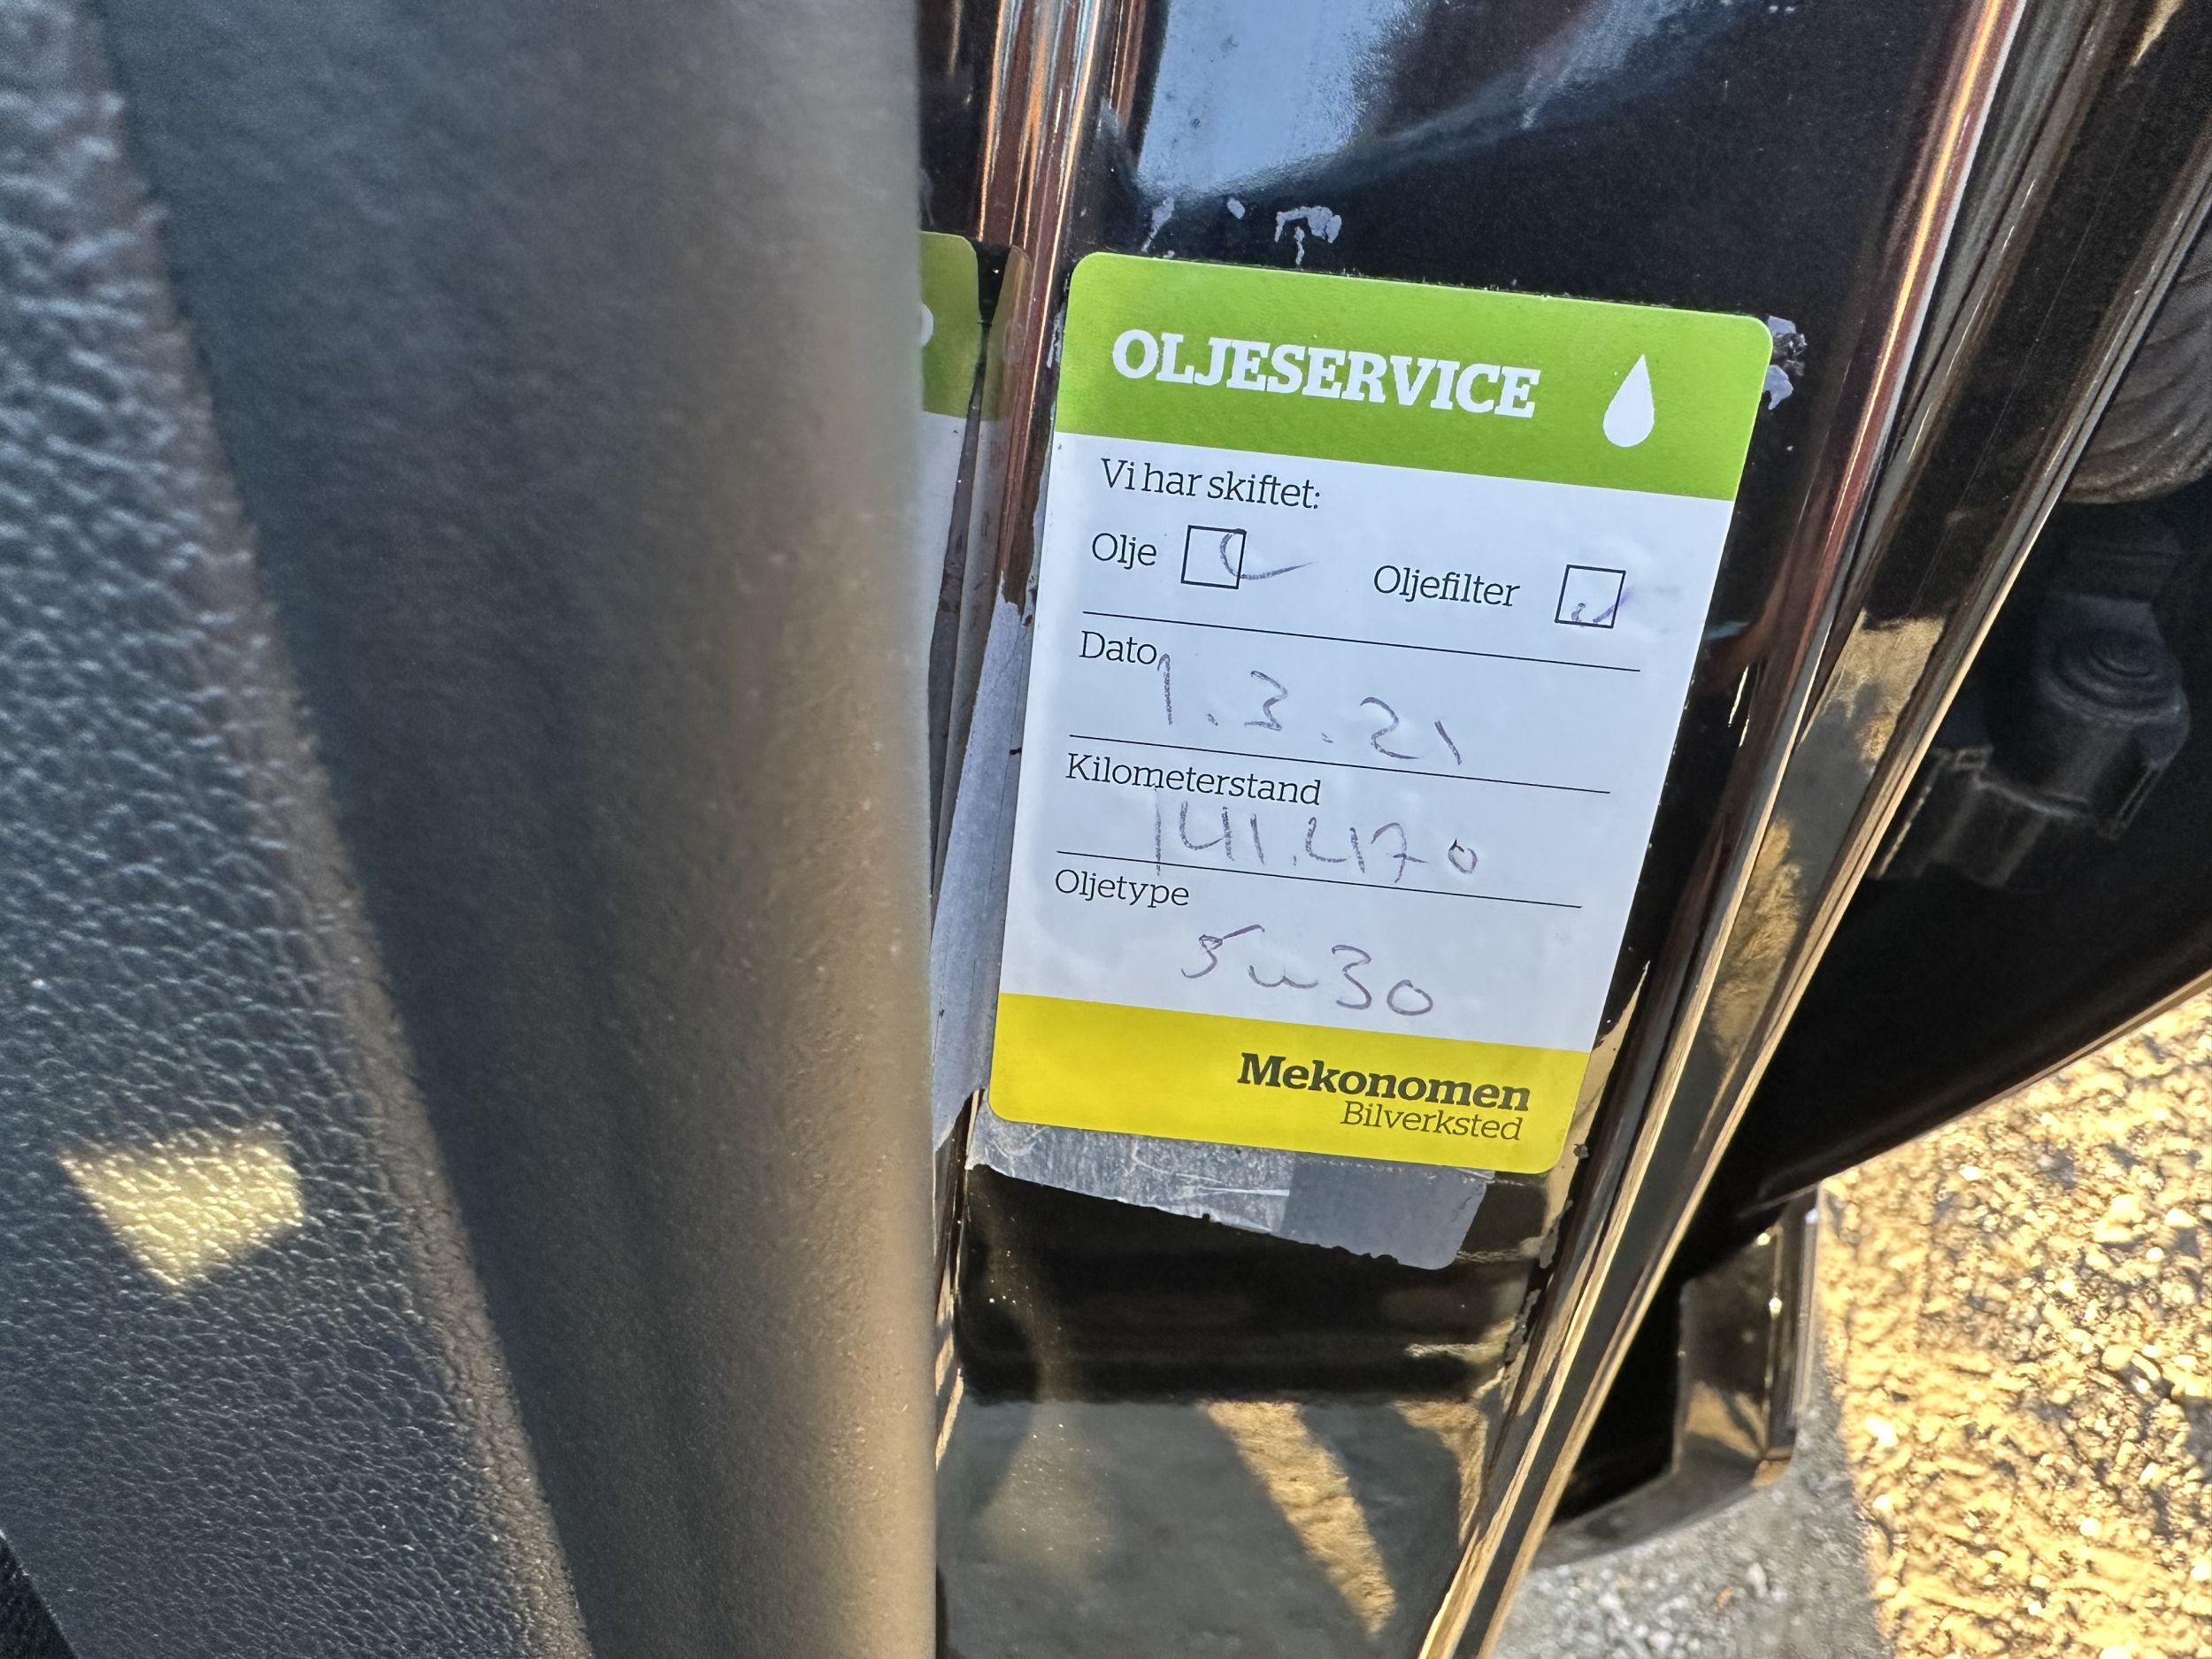 OLJESERVICE
Vi har skiftet:
Olje Oljefilter
Dato
1.3.21
Kilometerstand
141.470
Oljetype
5w30
Mekonomen
Bilverksted